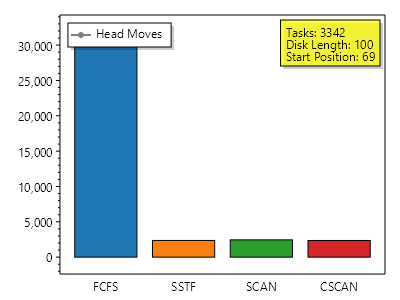 Head Moves
Tasks: 3342
Disk Length: 100
Start Position: 69
30,000
25,000
20,000
15,000
10,000
5,000
0
FCFS SSTF SCAN CSCAN